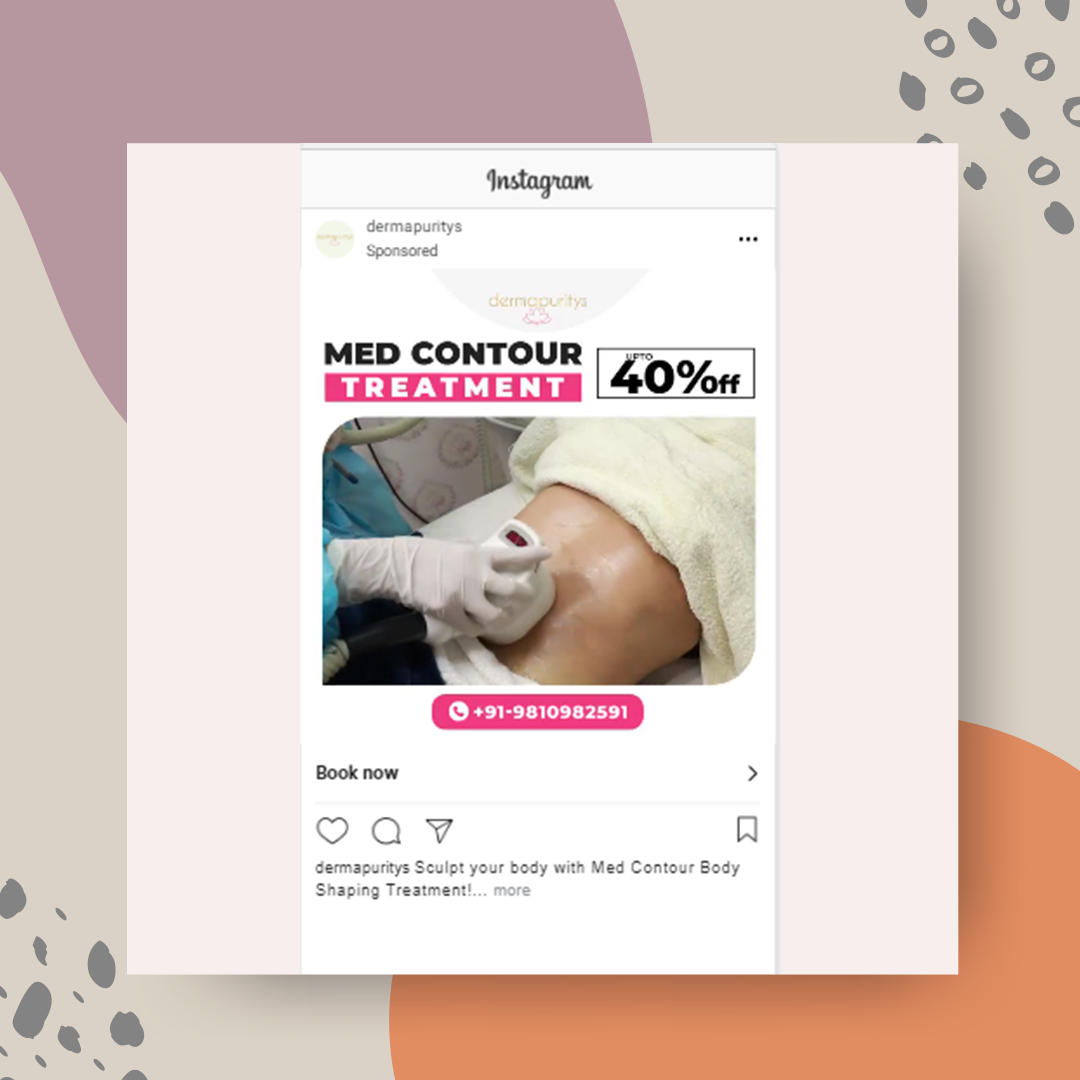 Instagram
dermapuritys
Sponsored
dermapuritys
MED CONTOUR
TREATMENT
UPTO
40%off
+91-9810982591
Book now
dermapuritys Sculpt your body with Med Contour Body
Shaping Treatment!... more